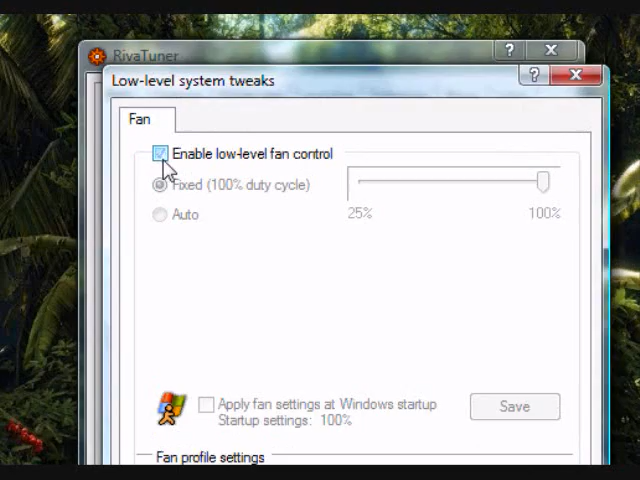 RivaTuner
Low-level system tweaks
Fan
Enable low-level fan control
Fixed (100% duty cycle)
Auto
25%
100%
Apply fan settings at Windows startup
Startup settings: 100%
Save
Fan profile settings